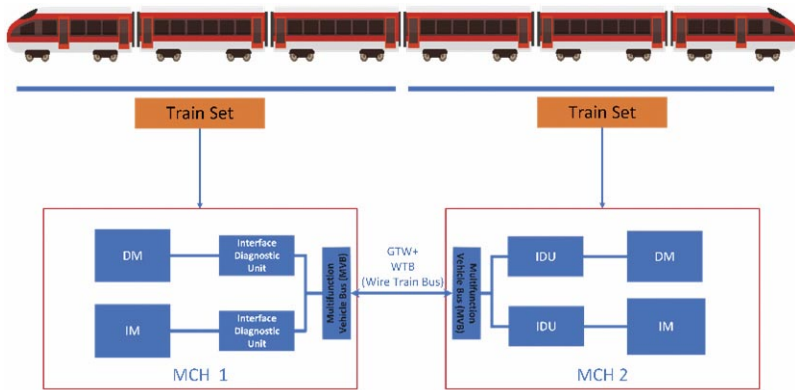 Train Set
Train Set
DM
Interface
Diagnostic
Unit
IM
Interface
Diagnostic
Unit
Multifunction
Vehicle Bus (MVB)
MCH 1
GTW+
WTB
(Wire Train Bus)
Multifunction
Vehicle Bus (MVB)
IDU
DM
IDU
IM
MCH 2